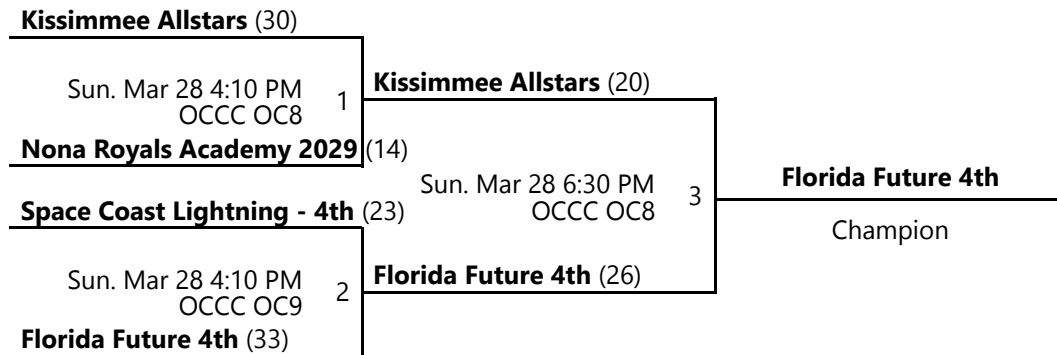 Kissimmee Allstars (30)
Sun. Mar 28 4:10 PM
OCCC OC8
1
Nona Royals Academy 2029 (14)
Kissimmee Allstars (20)
Space Coast Lightning - 4th (23)
Sun. Mar 28 4:10 PM
OCCC OC9
2
Florida Future 4th (33)
Sun. Mar 28 6:30 PM
OCCC OC8
3
Florida Future 4th (26)
Florida Future 4th
Champion